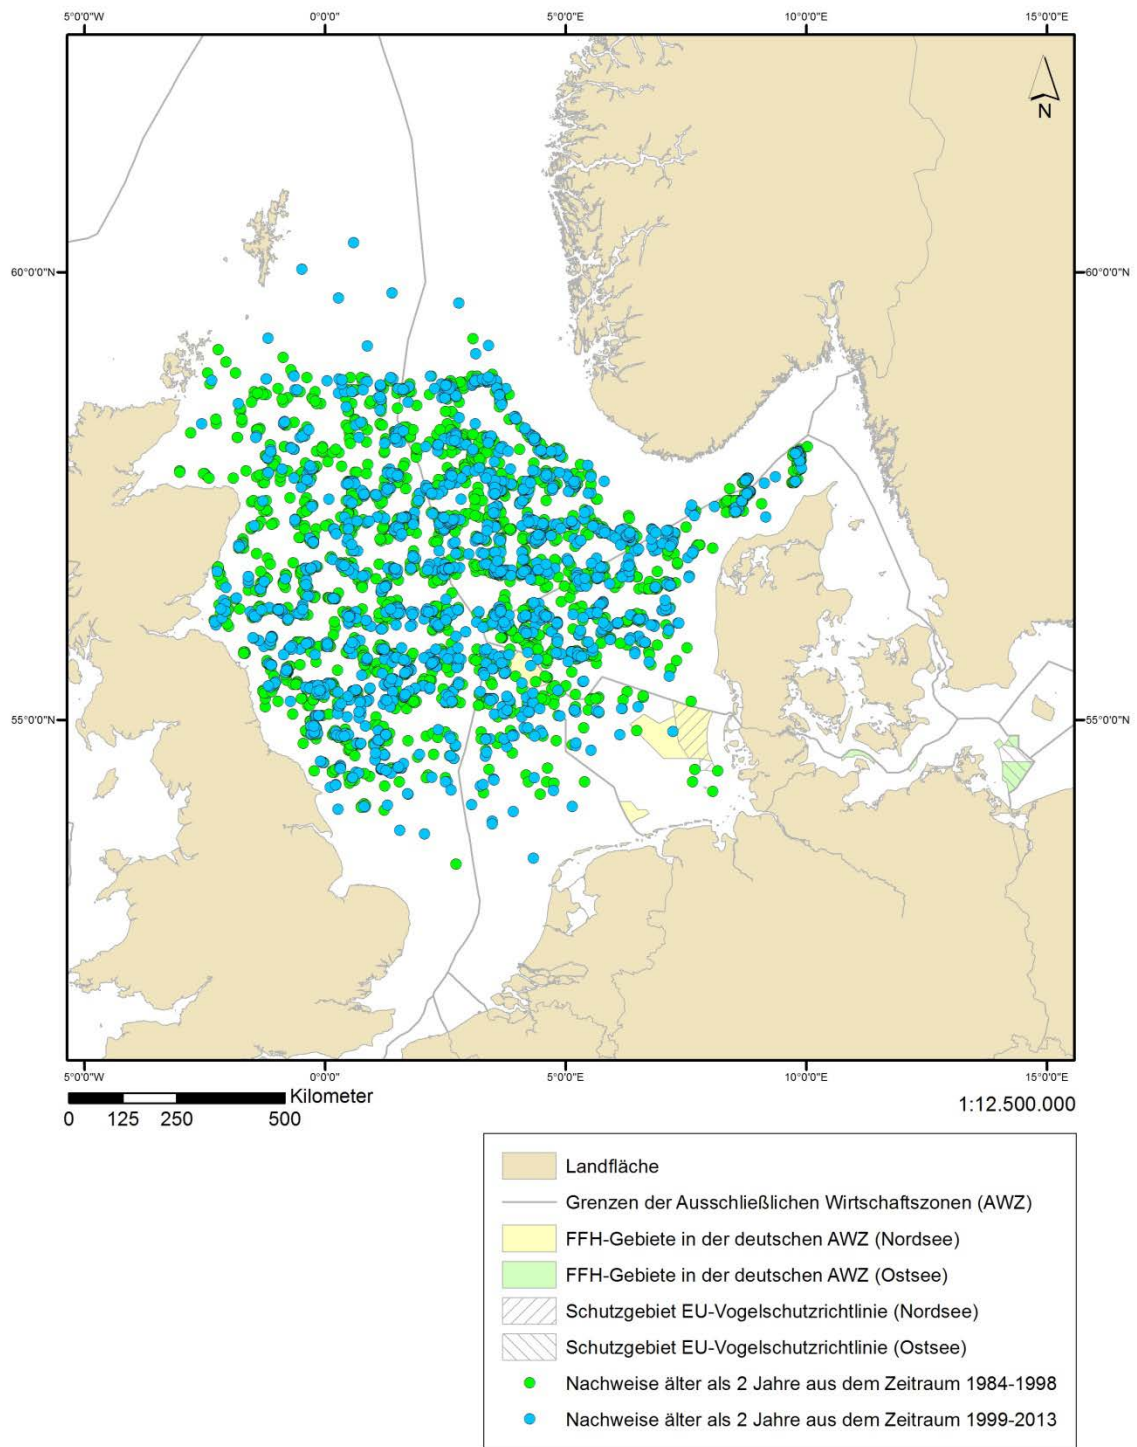 5°0'0"W 0°0'0"E 5°0'0"E 10°0'0"E 15°0'0"E
N
60°0'0"N 60°0'0"N
55°0'0"N 55°0'0"N
5°0'0"W 0°0'0"E 5°0'0"E 10°0'0"E 15°0'0"E
Kilometer
0 125 250 500
1:12.500.000
Landfläche
Grenzen der Ausschließlichen Wirtschaftszonen (AWZ)
FFH-Gebiete in der deutschen AWZ (Nordsee)
FFH-Gebiete in der deutschen AWZ (Ostsee)
Schutzgebiet EU-Vogelschutzrichtlinie (Nordsee)
Schutzgebiet EU-Vogelschutzrichtlinie (Ostsee)
Nachweise älter als 2 Jahre aus dem Zeitraum 1984-1998
Nachweise älter als 2 Jahre aus dem Zeitraum 1999-2013